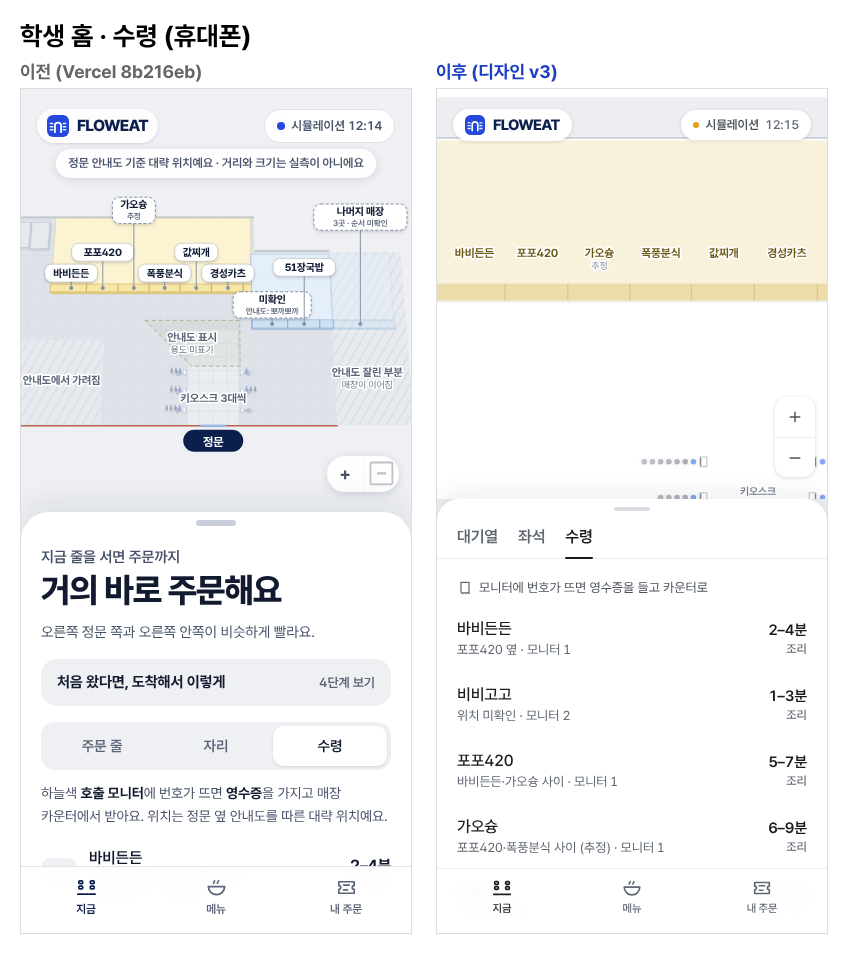 학생 홈 · 수령 (휴대폰)
이전 (Vercel 8b216eb)
FLOWEAT
시뮬레이션 12:14
정문 안내도 기준 대략 위치예요 · 거리와 크기는 실측이 아니에요
가오슝
추정
나머지 매장
3곳 · 순서 미확인
포포420
값찌개
바비든든
폭풍분식
경성카츠
51장국밥
미확인
안내도: 뽀까뽀까
안내도 표시
용도 미표기
안내도에서 가려짐
안내도 잘린 부분
매장이 이어짐
키오스크 3대씩
정문
+
−
지금 줄을 서면 주문까지
거의 바로 주문해요
오른쪽 정문 쪽과 오른쪽 안쪽이 비슷하게 빨라요.
처음 왔다면, 도착해서 이렇게
4단계 보기
주문 줄
자리
수령
하늘색 호출 모니터에 번호가 뜨면 영수증을 가지고 매장
카운터에서 받아요. 위치는 정문 옆 안내도를 따른 대략 위치예요.
바비든든
2–4분
지금
메뉴
내 주문
이후 (디자인 v3)
FLOWEAT
시뮬레이션 12:15
바비든든
포포420
가오슝
추정
폭풍분식
값찌개
경성카츠
+
−
키오스크
대기열
좌석
수령
모니터에 번호가 뜨면 영수증을 들고 카운터로
바비든든
2–4분
포포420 옆 · 모니터 1
조리
비비고고
1–3분
위치 미확인 · 모니터 2
조리
포포420
5–7분
바비든든·가오슝 사이 · 모니터 1
조리
가오슝
6–9분
포포420·폭풍분식 사이 (추정) · 모니터 1
조리
지금
메뉴
내 주문